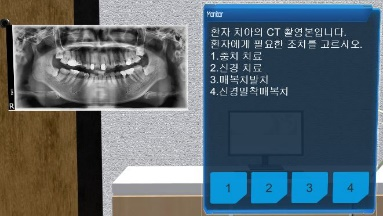 Monitor
환자 치아의 CT 촬영본입니다.
환자에게 필요한 조치를 고르시오.
1.충치 치료
2.신경 치료
3.매복치발치
4.신경밀착매복치
R
1
2
3
4